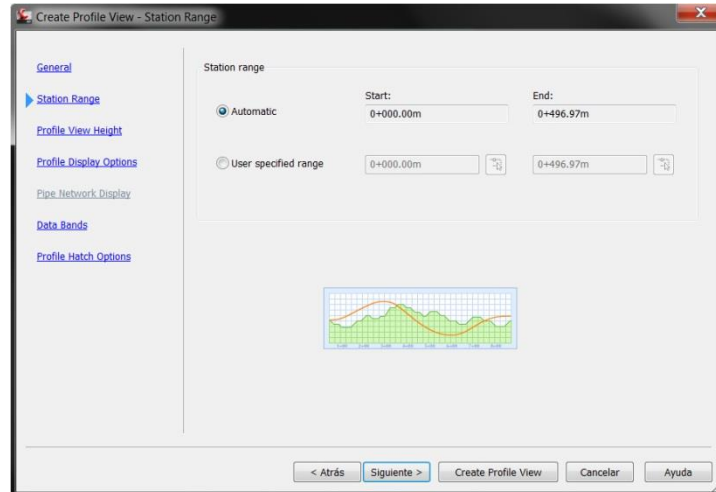 Create Profile View - Station Range
General
Station Range
Profile View Height
Profile Display Options
Pipe Network Display
Data Bands
Profile Hatch Options
Station range
Start: End:
Automatic 0+000.00m 0+496.97m
User specified range 0+000.00m 0+496.97m
< Atrás Siguiente > Create Profile View Cancelar Ayuda